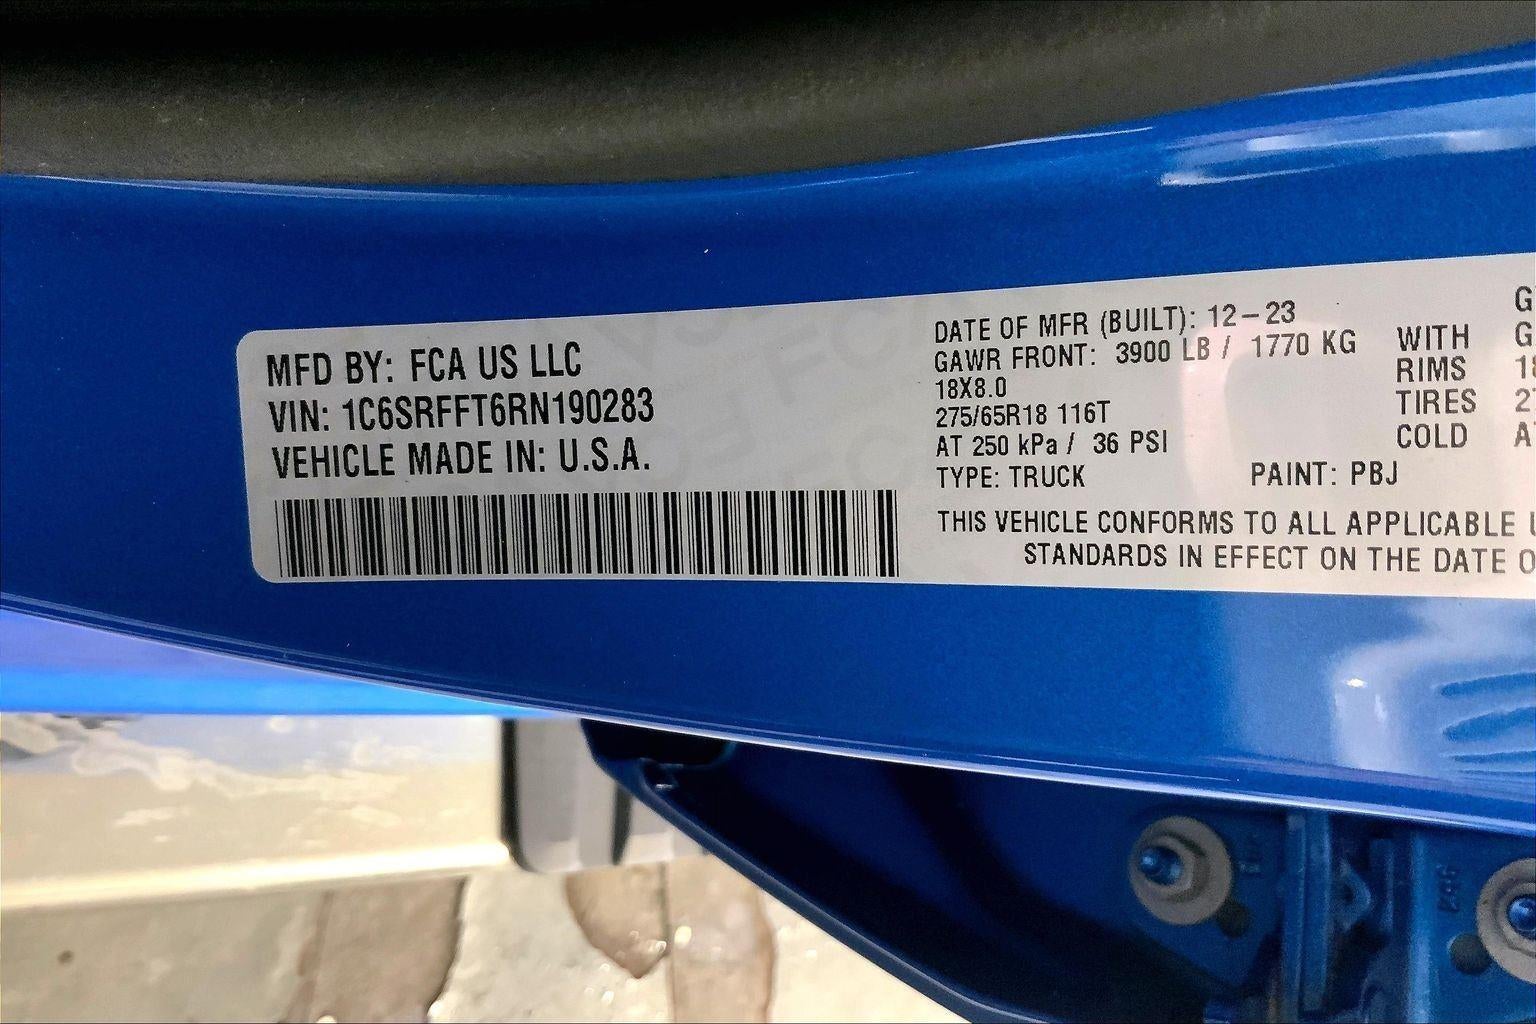 MFD BY: FCA US LLC
VIN: 1C6SRFFT6RN190283
VEHICLE MADE IN: U.S.A.
DATE OF MFR (BUILT): 12-23
GAWR FRONT: 3900 LB / 1770 KG WITH
18X8.0 RIMS
275/65R18 116T TIRES
AT 250 kPa / 36 PSI COLD
TYPE: TRUCK PAINT: PBJ
THIS VEHICLE CONFORMS TO ALL APPLICABLE
STANDARDS IN EFFECT ON THE DATE